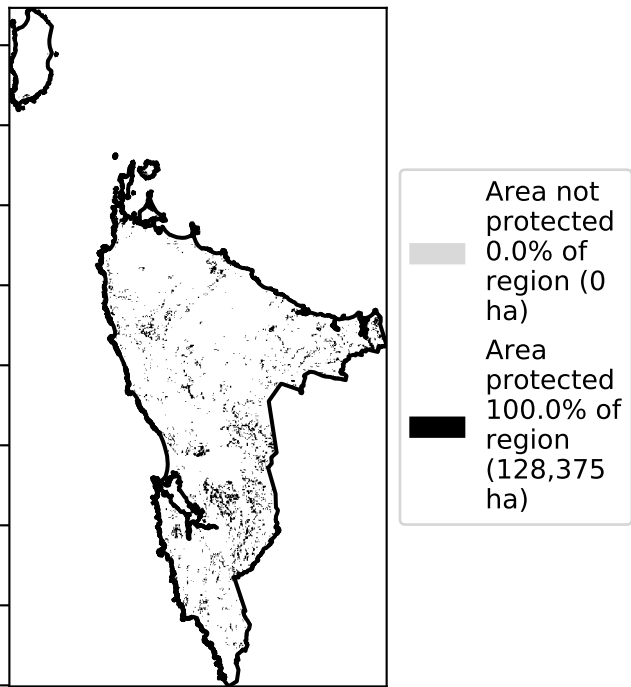 Area not
protected
0.0% of
region (0
ha)
Area
protected
100.0% of
region
(128,375
ha)